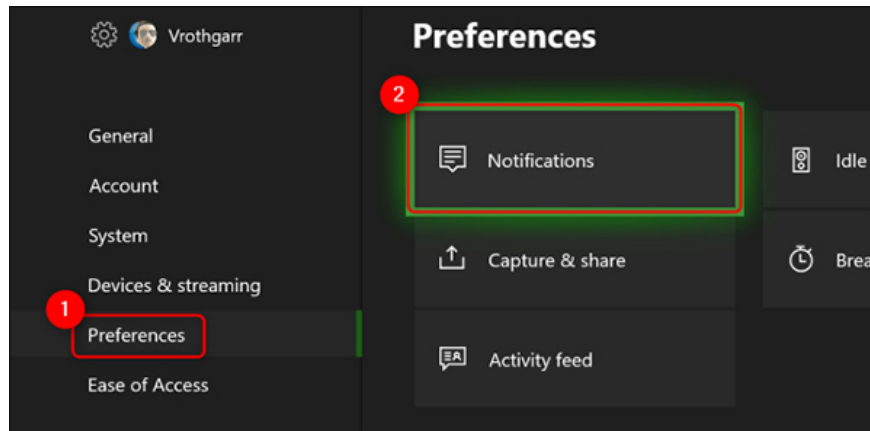 Vrothgarr
General
Account
System
Devices & streaming
1
Preferences
Ease of Access
Preferences
2
Notifications
Idle
Capture & share
Brea
Activity feed